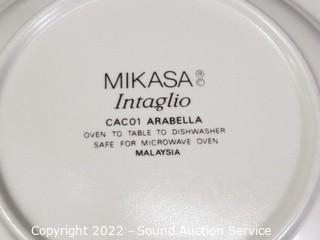 MIKASA®©
Intaglio
CAC01 ARABELLA
OVEN TO TABLE TO DISHWASHER
SAFE FOR MICROWAVE OVEN
MALAYSIA
Copyright 2022 - Sound Auction Service